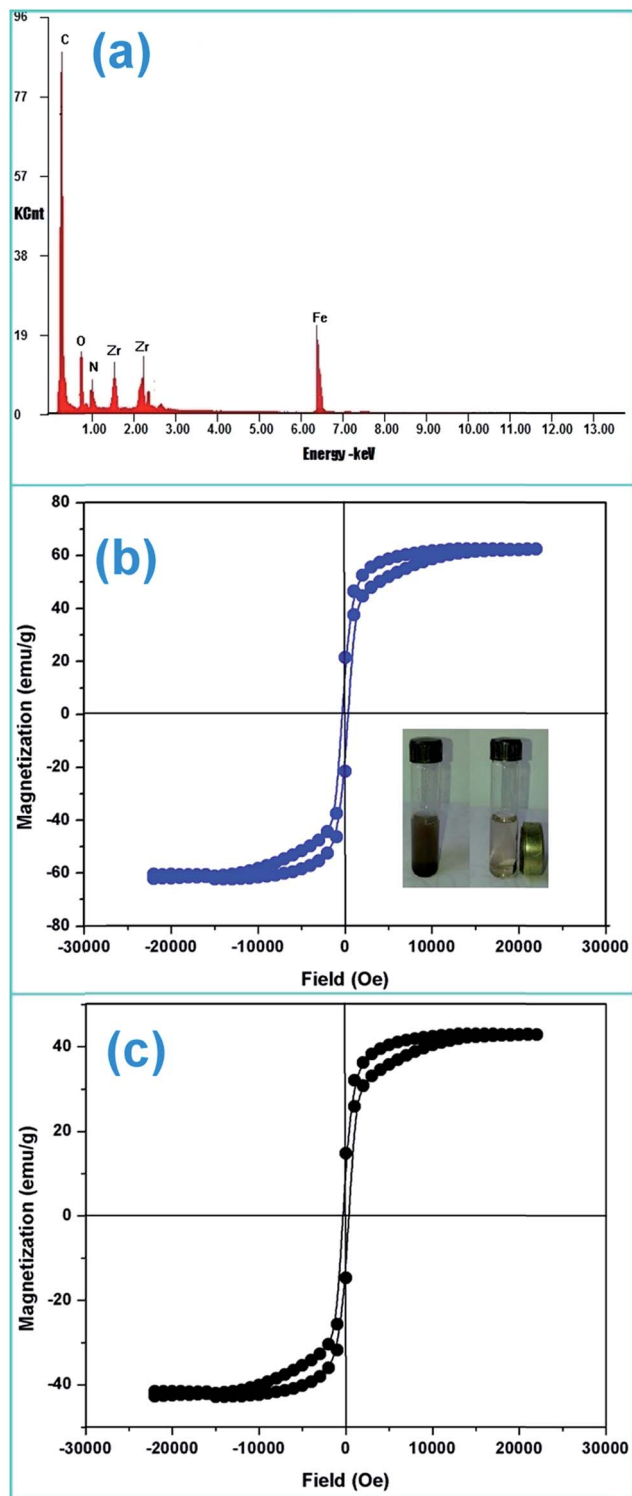 96
C
(a)
77
57
KCnt
38
19
O
N
Zr
Zr
Fe
0
1.00 2.00 3.00 4.00 5.00 6.00 7.00 8.00 9.00 10.00 11.00 12.00 13.00
Energy -keV
80
(b)
60
40
20
0
-20
-40
-60
-80
Magnetization (emu/g)
-30000 -20000 -10000 0 10000 20000 30000
Field (Oe)
(c)
40
20
0
-20
-40
Magnetization (emu/g)
-30000 -20000 -10000 0 10000 20000 30000
Field (Oe)